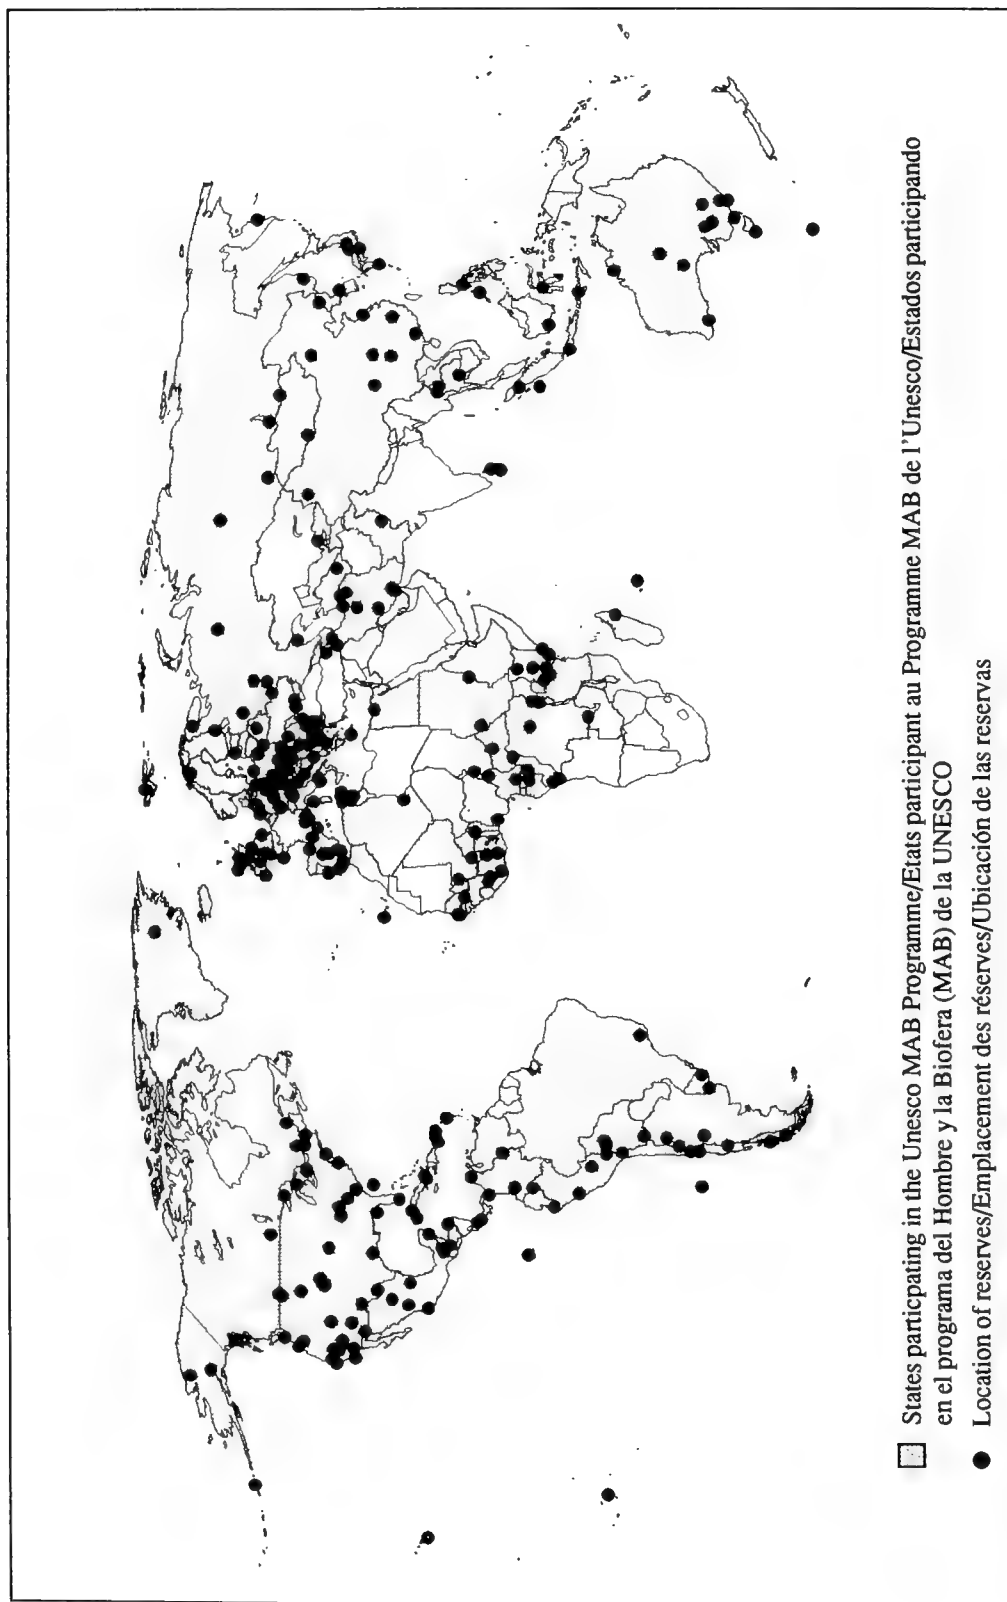 States particpating in the Unesco MAB Programme/Etats participant au Programme MAB de l'Unesco/Estados participando
en el programa del Hombre y la Biofera (MAB) de la UNESCO
Location of reserves/Emplacement des réserves/Ubicación de las reservas